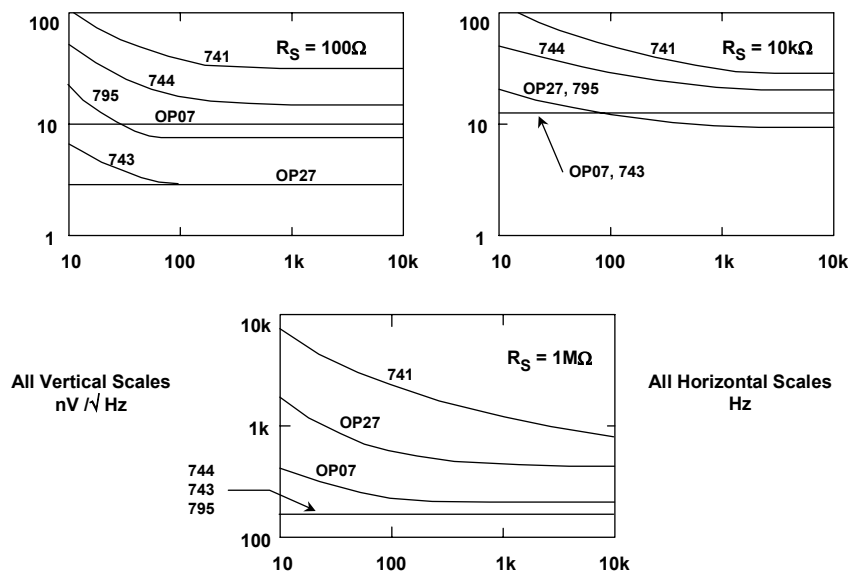 100
10
1
10 100 1k 10k
741
744
795
OP07
743
OP27
R_S = 100Ω
100
10
1
10 100 1k 10k
744
741
OP27, 795
OP07, 743
R_S = 10kΩ
All Vertical Scales
nV /√ Hz
10k
1k
100
10 100 1k 10k
741
OP27
OP07
744
743
795
R_S = 1MΩ
All Horizontal Scales
Hz